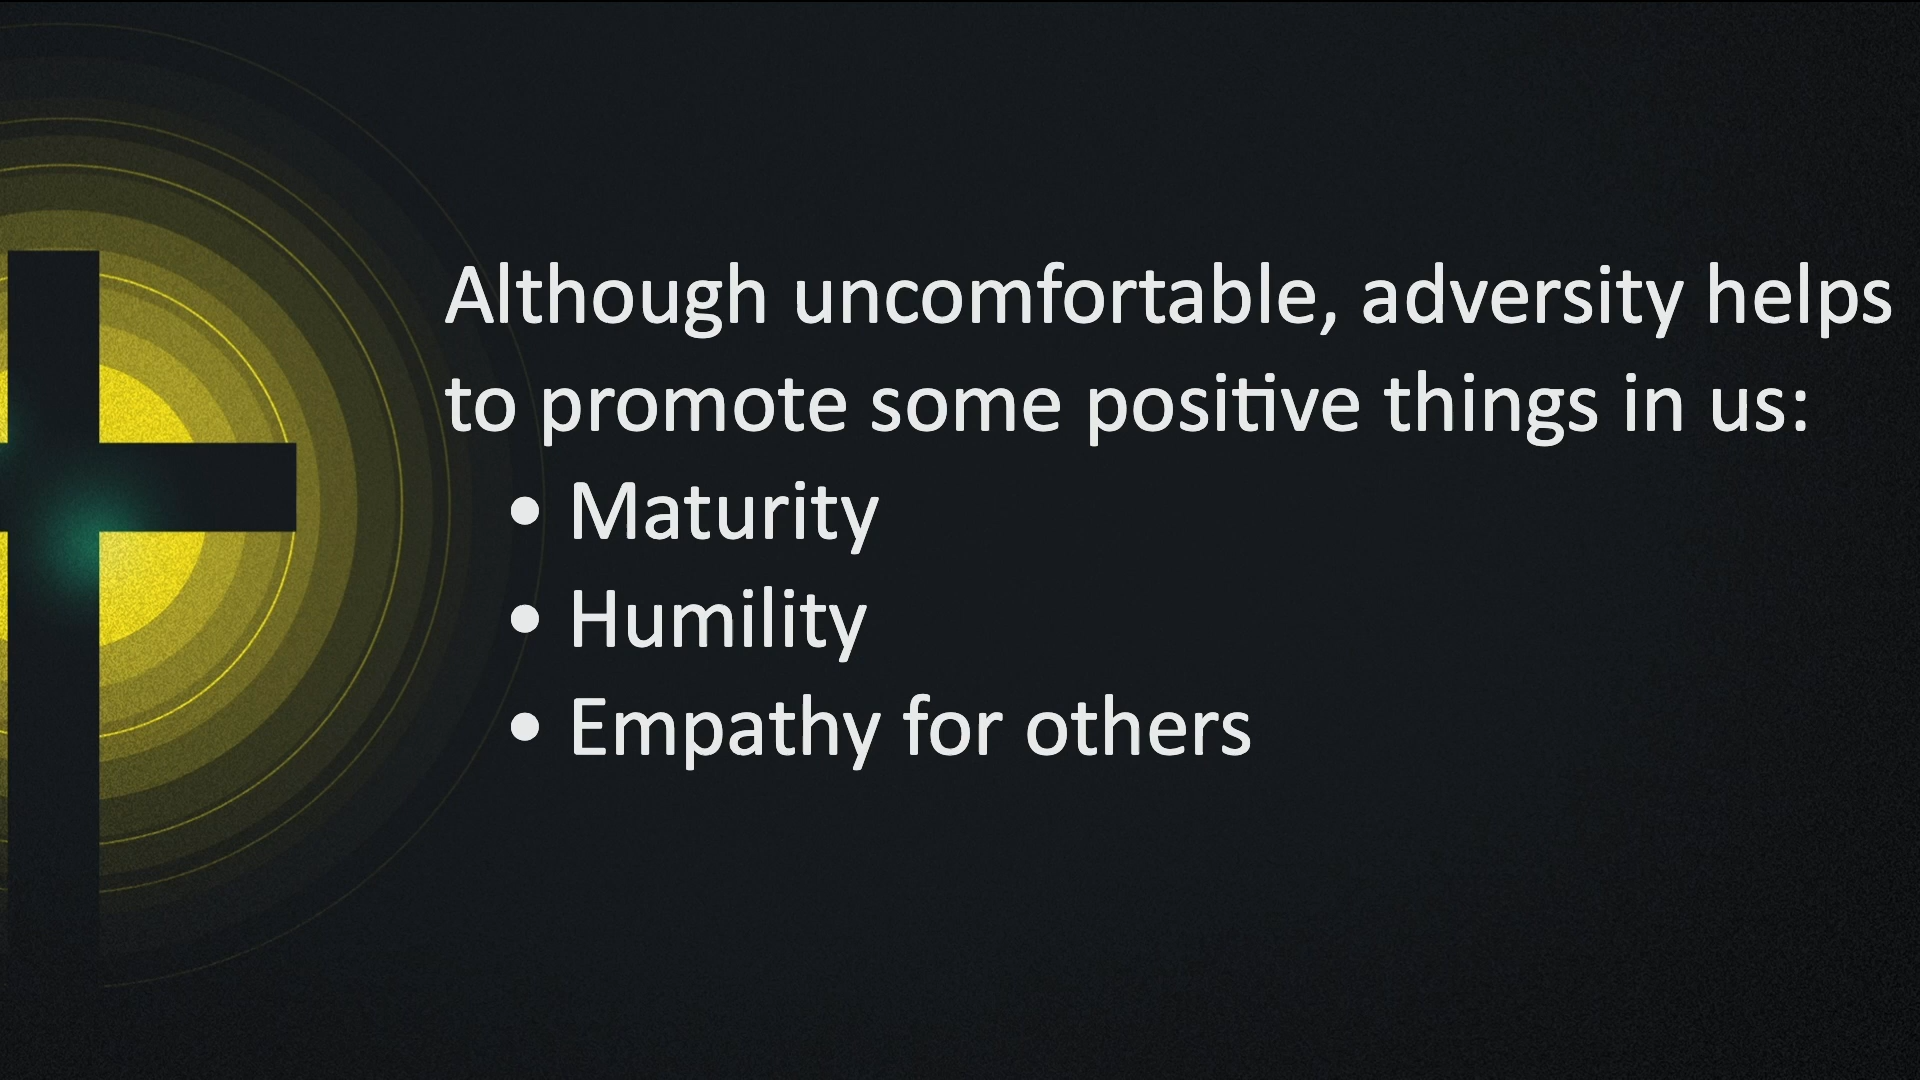 Although uncomfortable, adversity helps
to promote some positive things in us:
• Maturity
• Humility
• Empathy for others